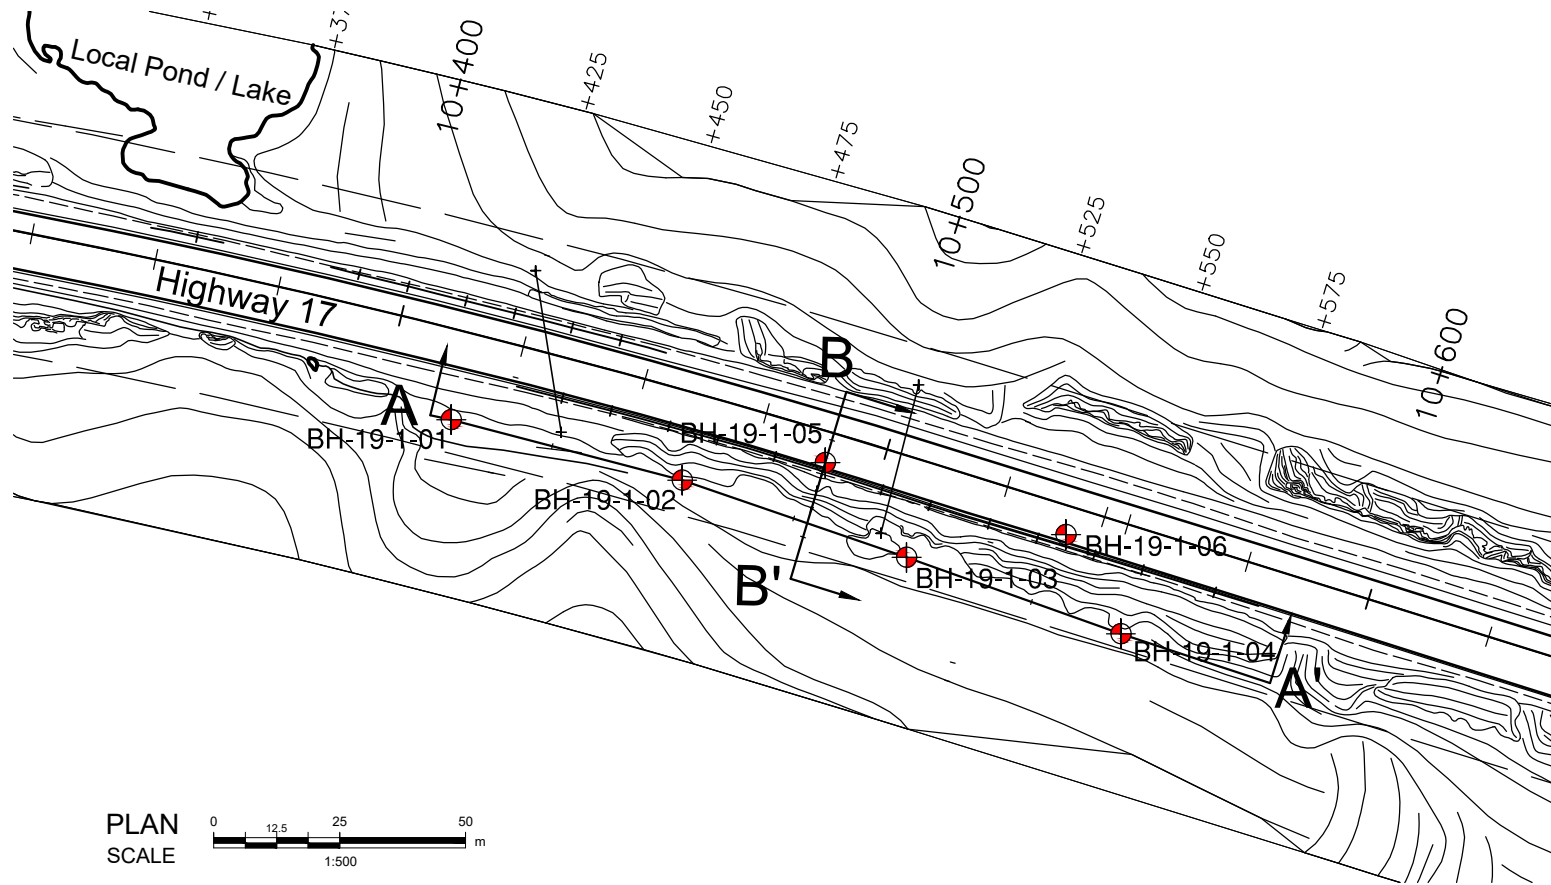 Local Pond / Lake
10+400
+425
+450
+475
10+500
+525
+550
+575
10+600
Highway 17
A
BH-19-1-01
BH-19-1-02
B
BH-19-1-05
BH-19-1-06
B'
BH-19-1-03
BH-19-1-04
A'
PLAN
SCALE
0 12.5 25 50 m
1:500